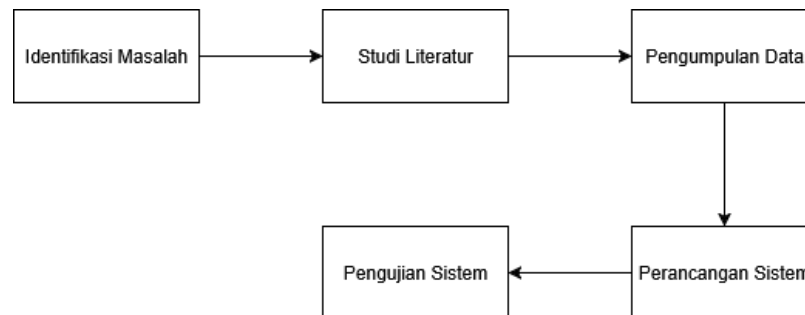 Identifikasi Masalah
Studi Literatur
Pengumpulan Data
Perancangan Sistem
Pengujian Sistem